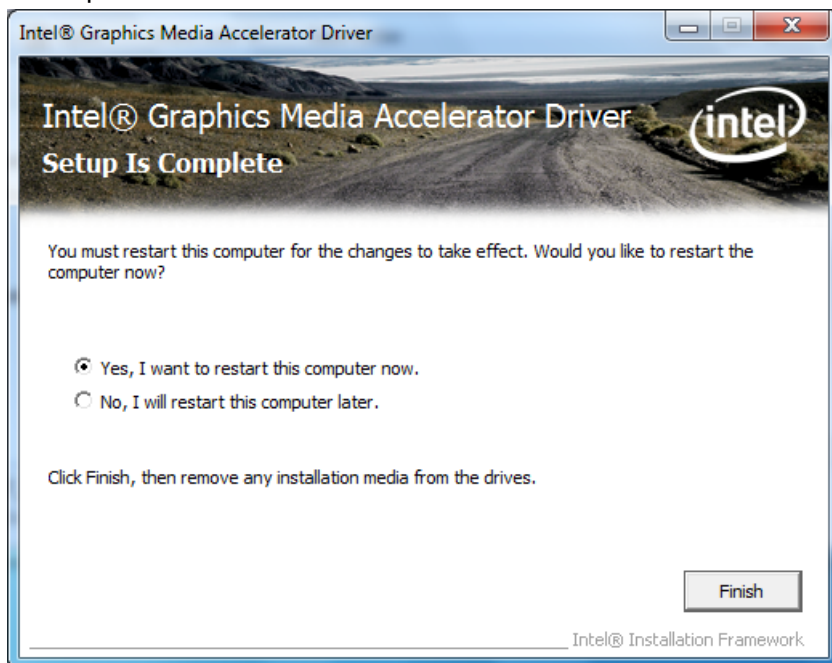 Intel® Graphics Media Accelerator Driver
Intel® Graphics Media Accelerator Driver
intel
Setup Is Complete
You must restart this computer for the changes to take effect. Would you like to restart the
computer now?
Yes, I want to restart this computer now.
No, I will restart this computer later.
Click Finish, then remove any installation media from the drives.
Finish
Intel® Installation Framework